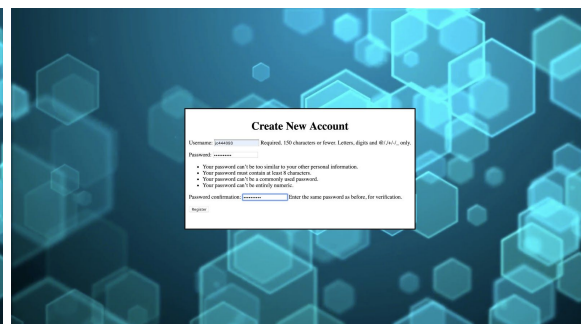 Create New Account
Username: Required, 150 characters or fewer. Letters, digits and @/./+/-/_ only.
Password:
Your password can't be too similar to your other personal information.
Your password must contain at least 8 characters.
Your password can't be a commonly used password.
Your password can't be entirely numeric.
Password confirmation: Enter the same password as before, for verification.
Register